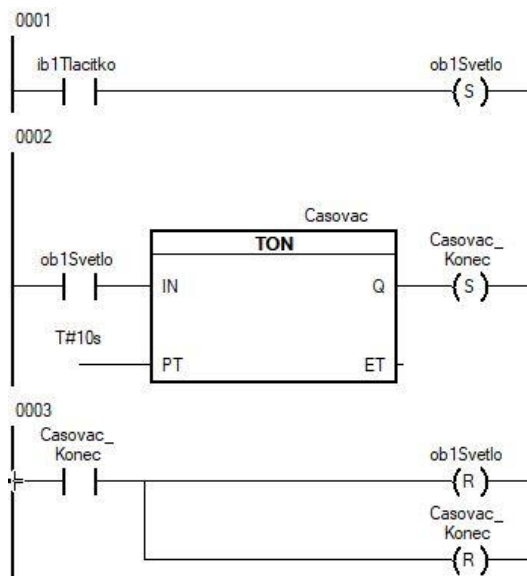 0001
ib1Tlacitko
ob1Svetlo
S
0002
Casovac
TON
ob1Svetlo
IN
Q
Casovac_
Konec
S
T#10s
PT
ET
0003
Casovac_
Konec
ob1Svetlo
R
Casovac_
Konec
R